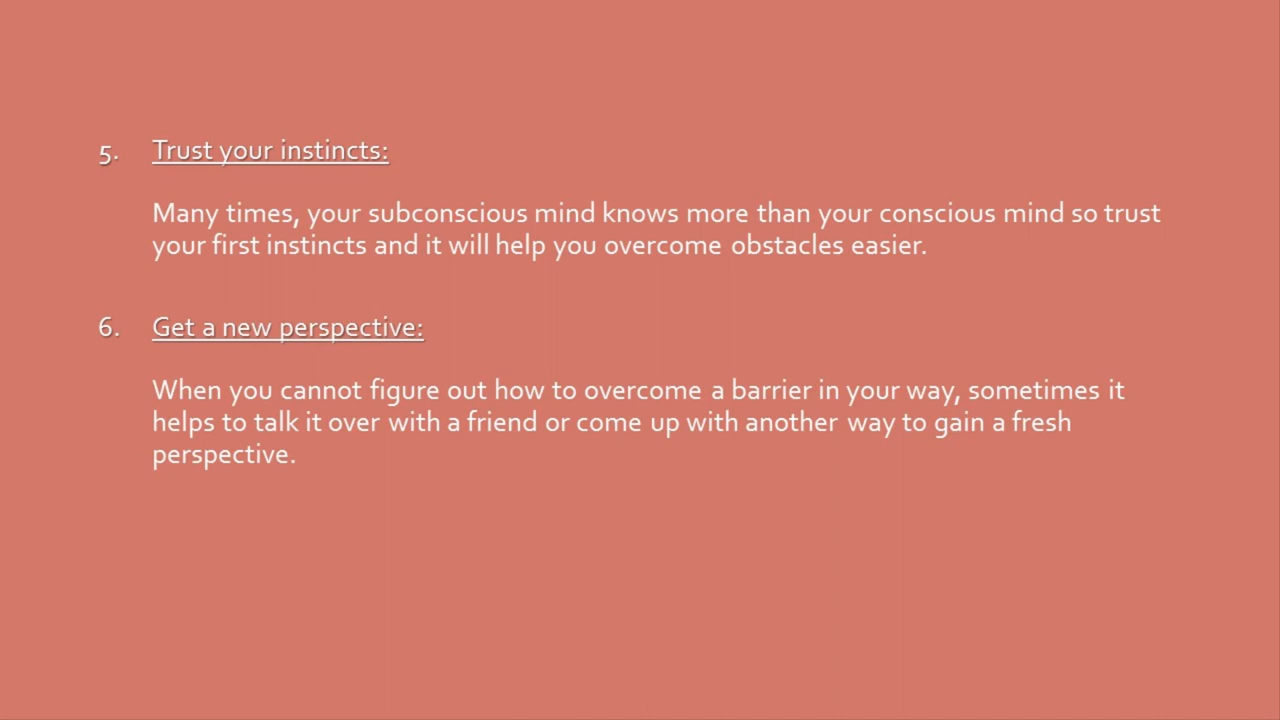 5. Trust your instincts:
Many times, your subconscious mind knows more than your conscious mind so trust
your first instincts and it will help you overcome obstacles easier.
6. Get a new perspective:
When you cannot figure out how to overcome a barrier in your way, sometimes it
helps to talk it over with a friend or come up with another way to gain a fresh
perspective.